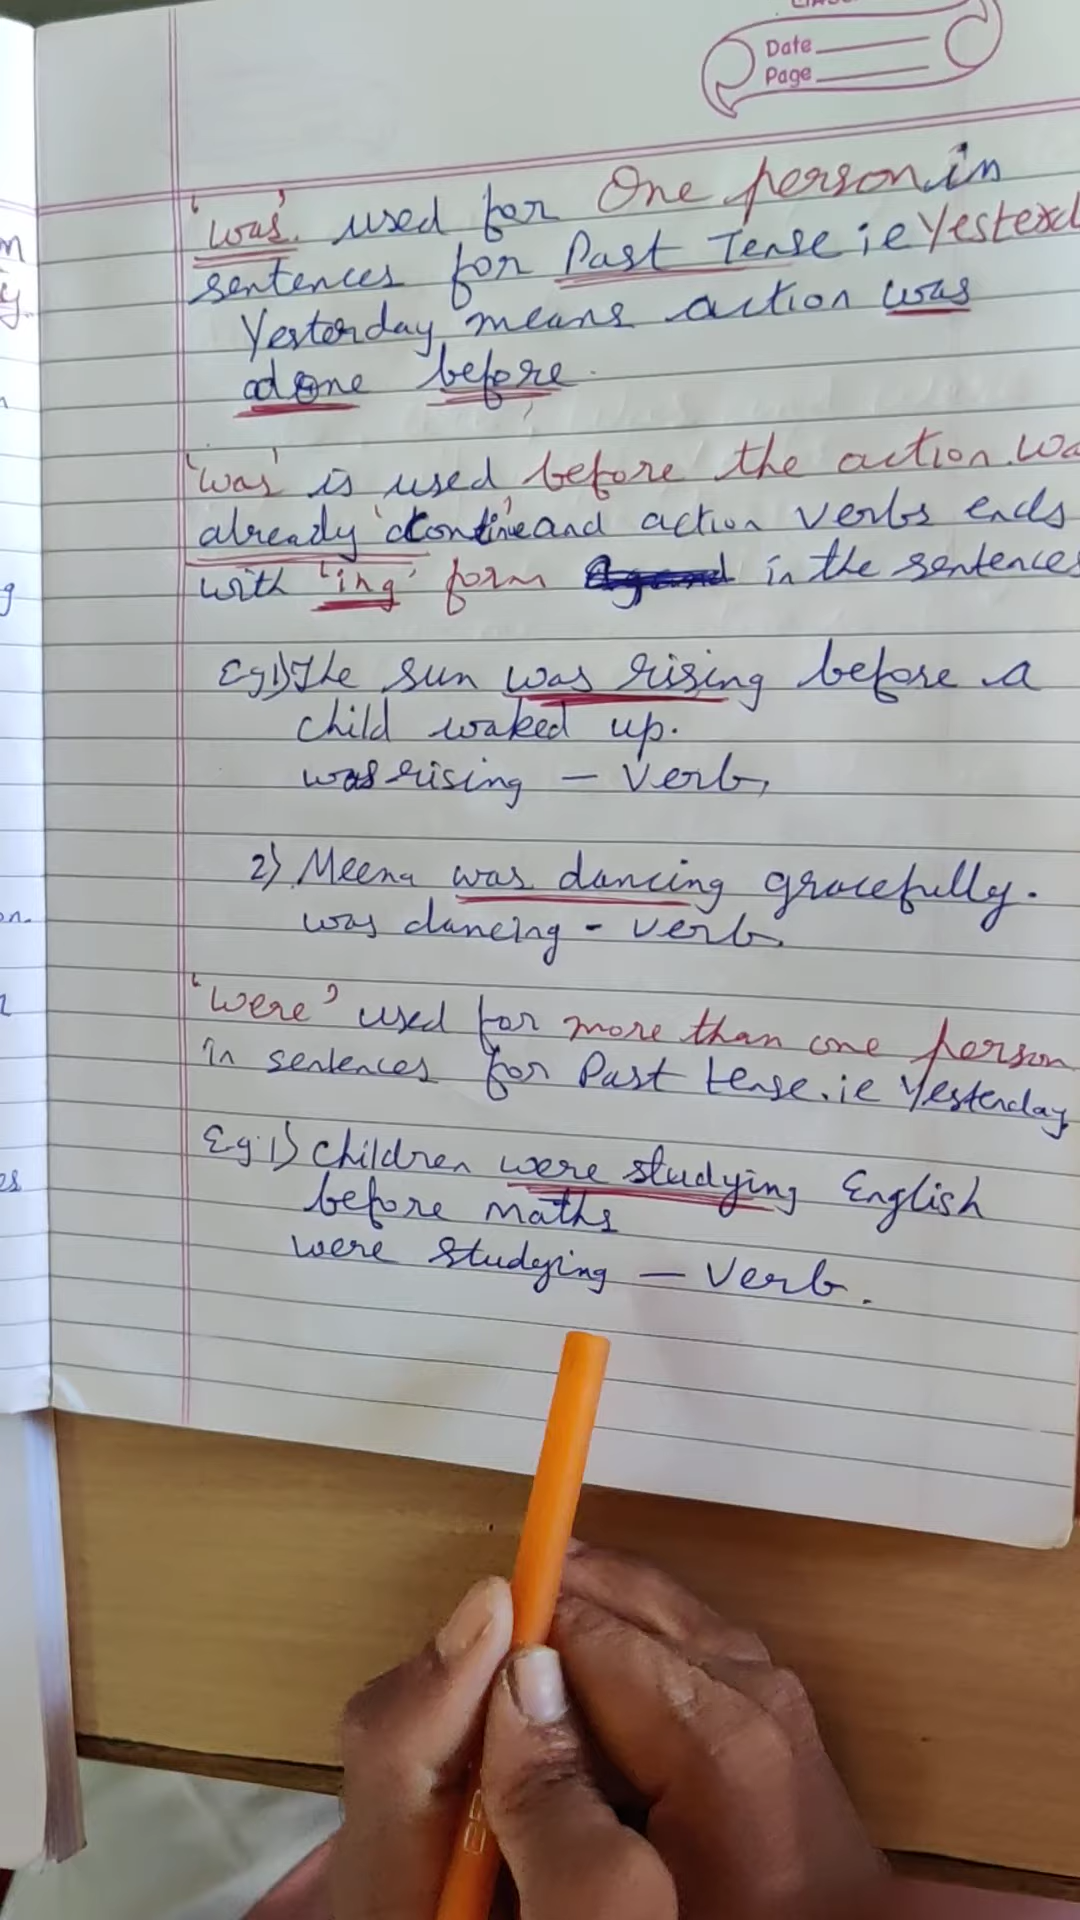 Date
Page
'was' used for One person in
sentences for Past Tense ie Yesterd
Yesterday means action was
done before.
'was' is used before the action wa
already 'dontine' and action verbs ends
with 'ing' form in the sentences
Eg1) The sun was rising before a
child waked up.
was rising – Verb,
2) Meena was dancing gracefully.
was dancing - verb.
'were' used for more than one person
in sentences for Past tense. ie Yesterday
Eg:1) children were studying English
before maths
were studying – Verb.